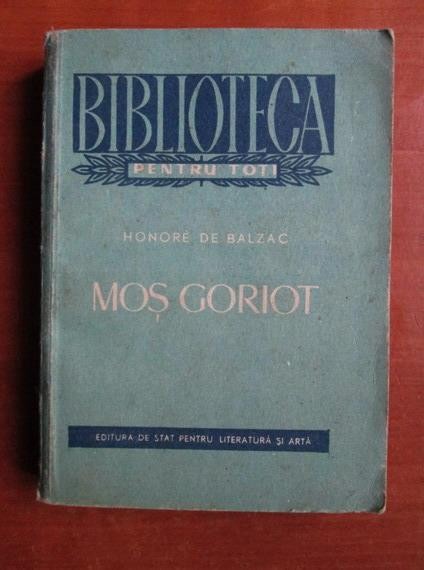 BIBLIOTECA
PENTRU TOȚI
HONORÉ DE BALZAC
MOȘ GORIOT
EDITURA DE STAT PENTRU LITERATURĂ ȘI ARTĂ